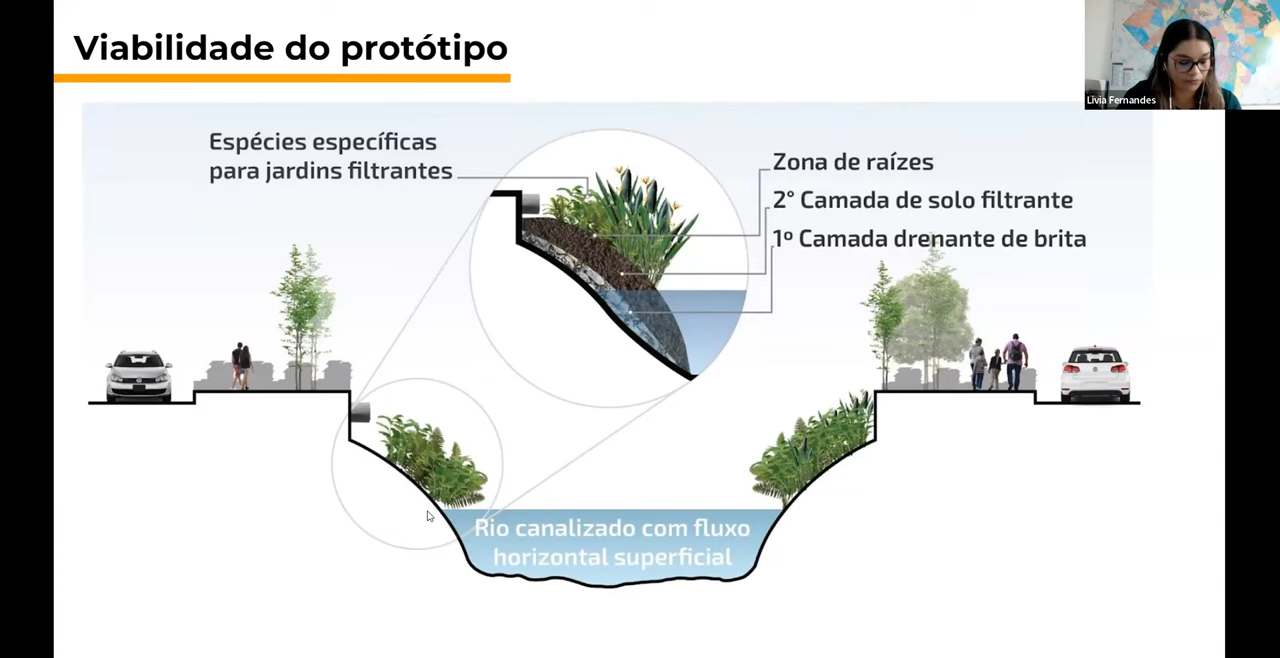 Viabilidade do protótipo
Livia Fernandes
Espécies específicas
para jardins filtrantes
Zona de raízes
2° Camada de solo filtrante
1º Camada drenante de brita
Rio canalizado com fluxo
horizontal superficial